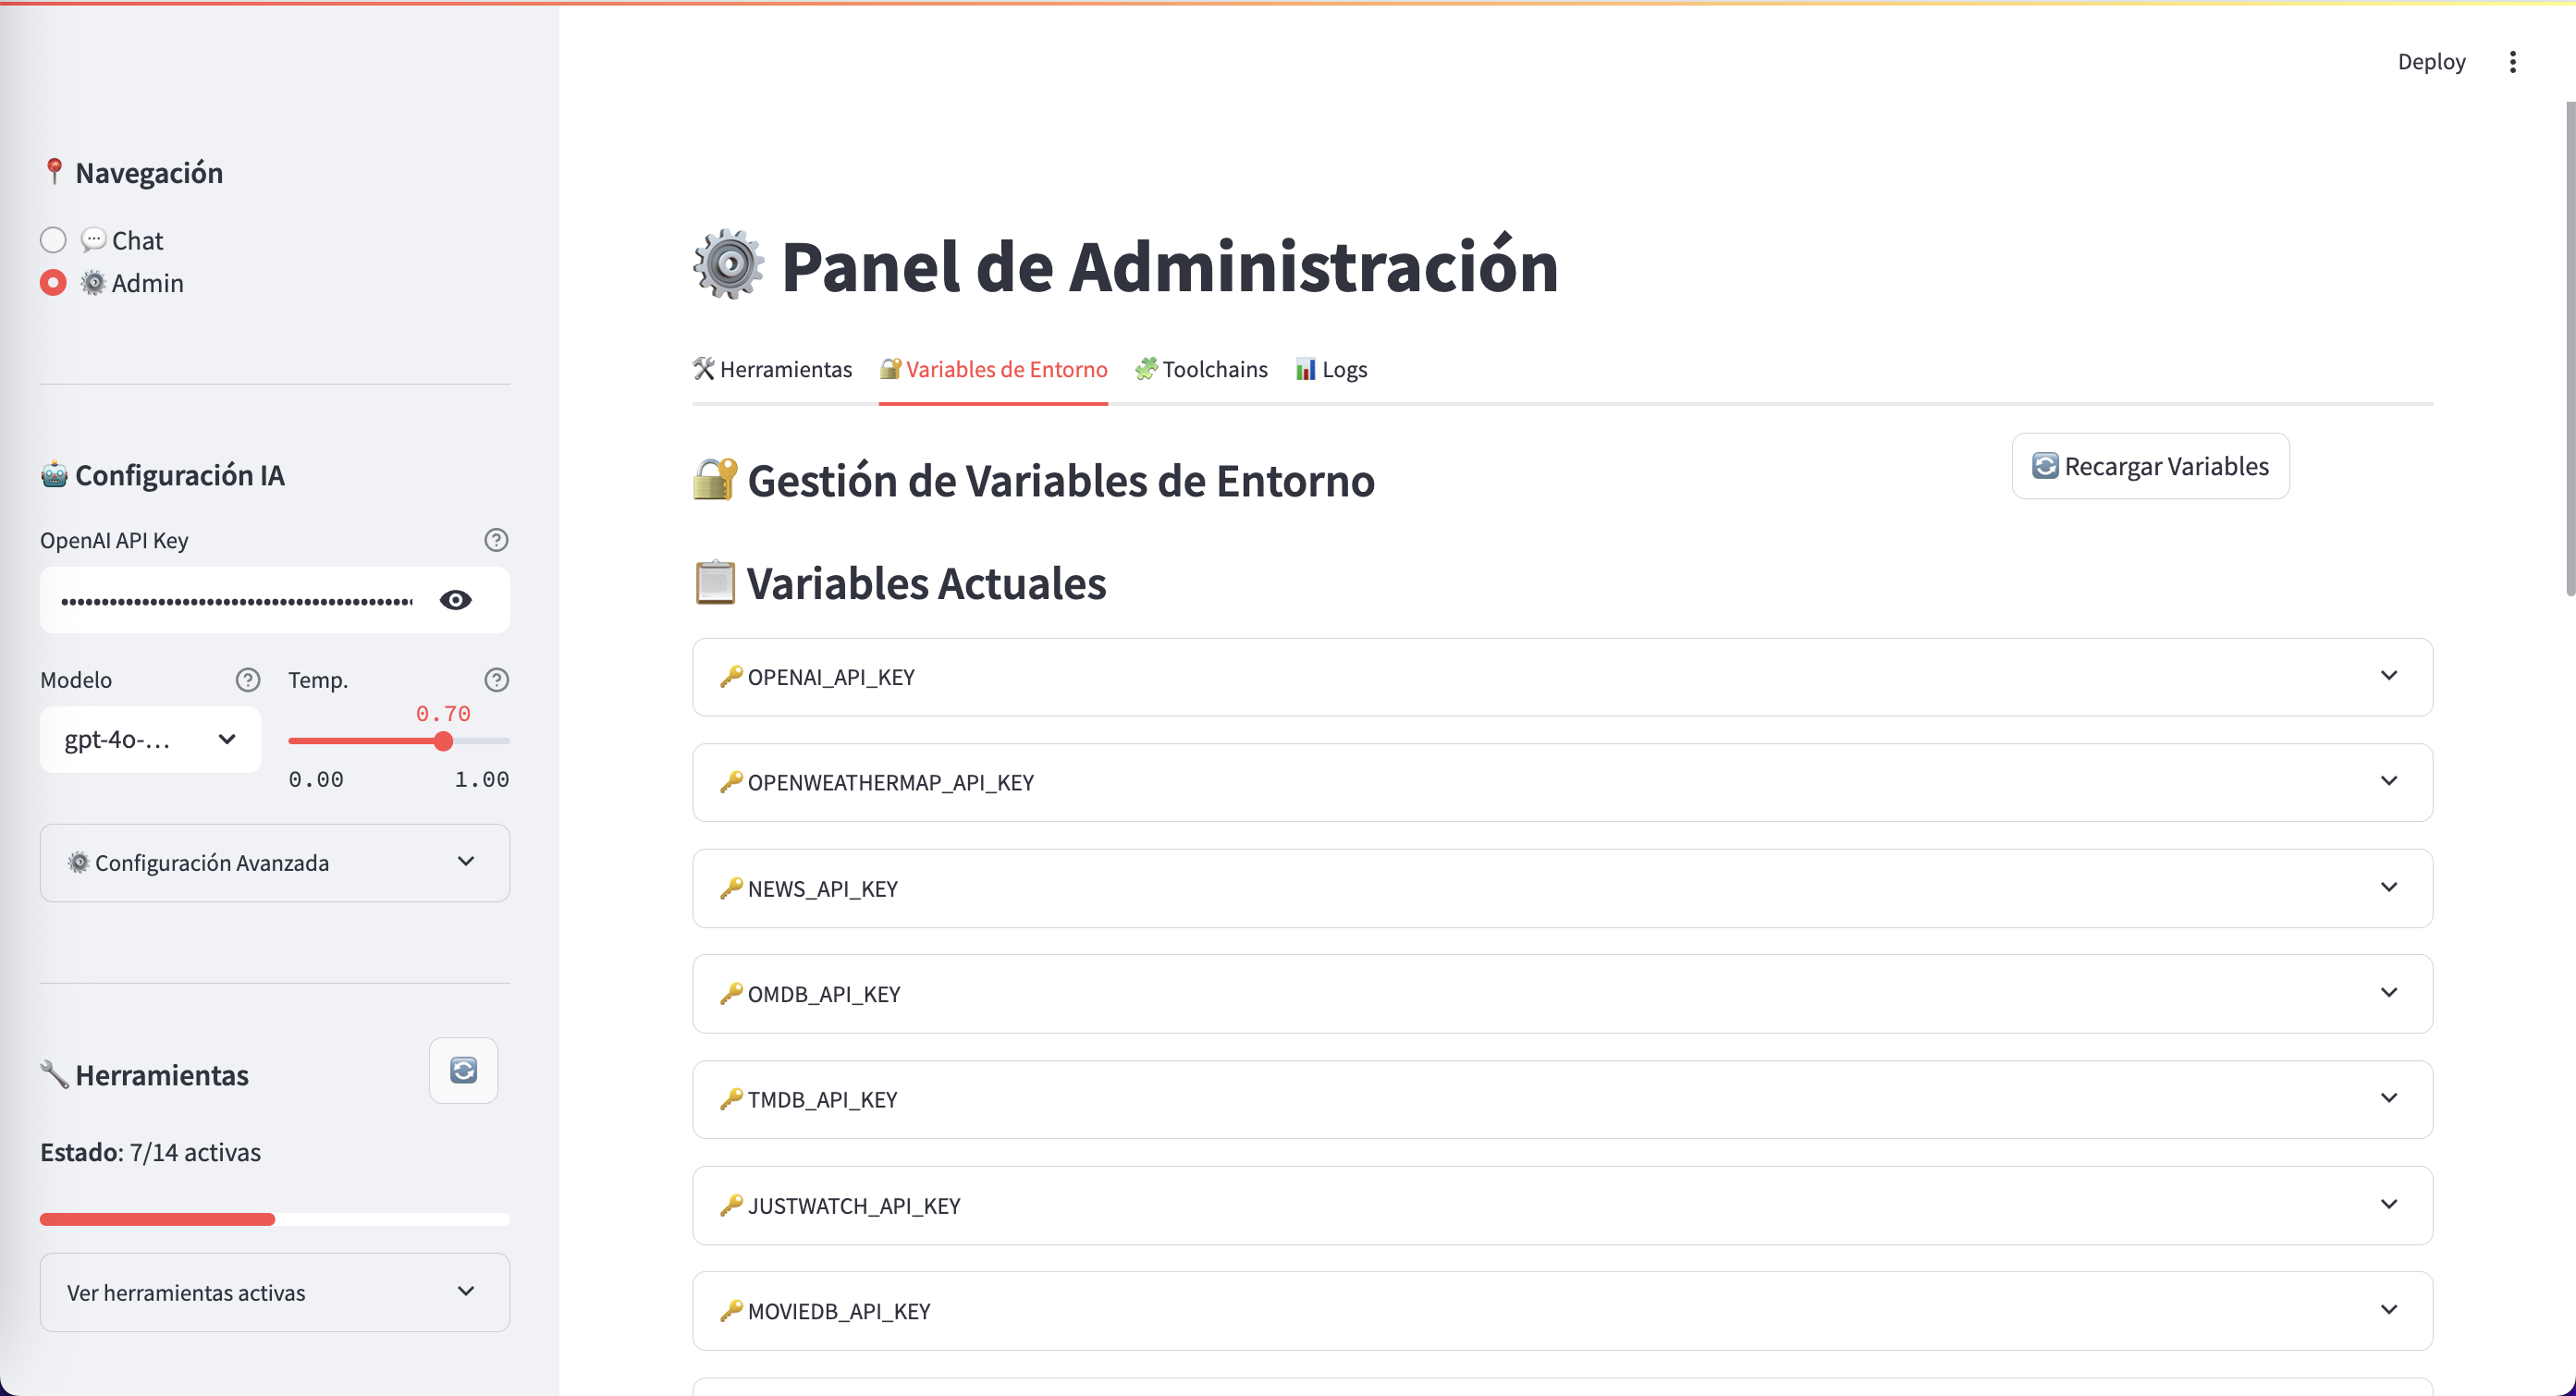 Deploy
Navegación
Chat
Admin
Configuración IA
OpenAI API Key
••••••••••••••••••••••••••••••••••••••••••••
Modelo
Temp.
0.70
gpt-4o-...
0.00
1.00
Configuración Avanzada
Herramientas
Estado: 7/14 activas
Ver herramientas activas
Panel de Administración
Herramientas
Variables de Entorno
Toolchains
Logs
Gestión de Variables de Entorno
Recargar Variables
Variables Actuales
OPENAI_API_KEY
OPENWEATHERMAP_API_KEY
NEWS_API_KEY
OMDB_API_KEY
TMDB_API_KEY
JUSTWATCH_API_KEY
MOVIEDB_API_KEY